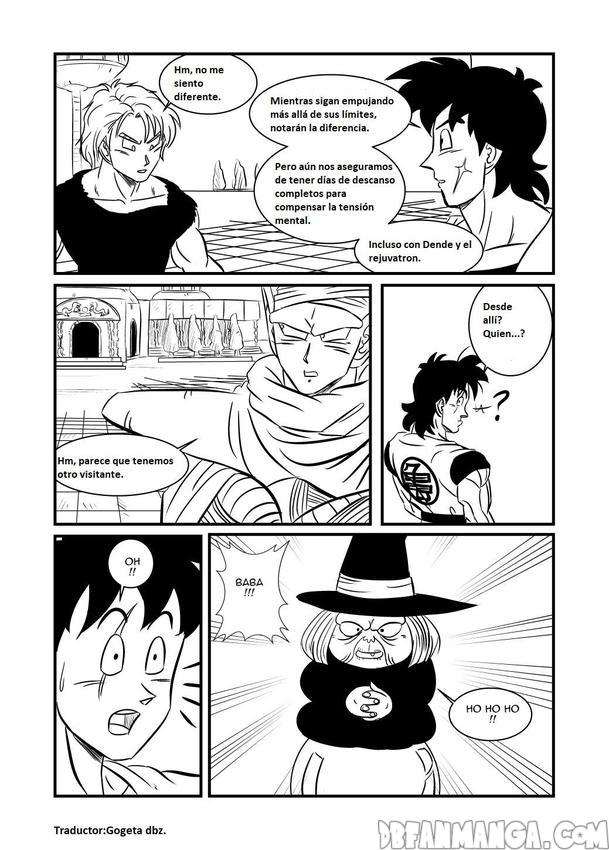 Hm, no me
siento
diferente.
Mientras sigan empujando
más allá de sus límites,
notarán la diferencia.
Pero aún nos aseguramos
de tener días de descanso
completos para
compensar la tensión
mental.
Incluso con Dende y el
rejuvatron.
Hm, parece que tenemos
otro visitante.
Desde
allí?
Quien...?
?
OH
!!
BABA
!!!
HO HO HO
!!
Traductor:Gogeta dbz.
DBFANMANGA.COM